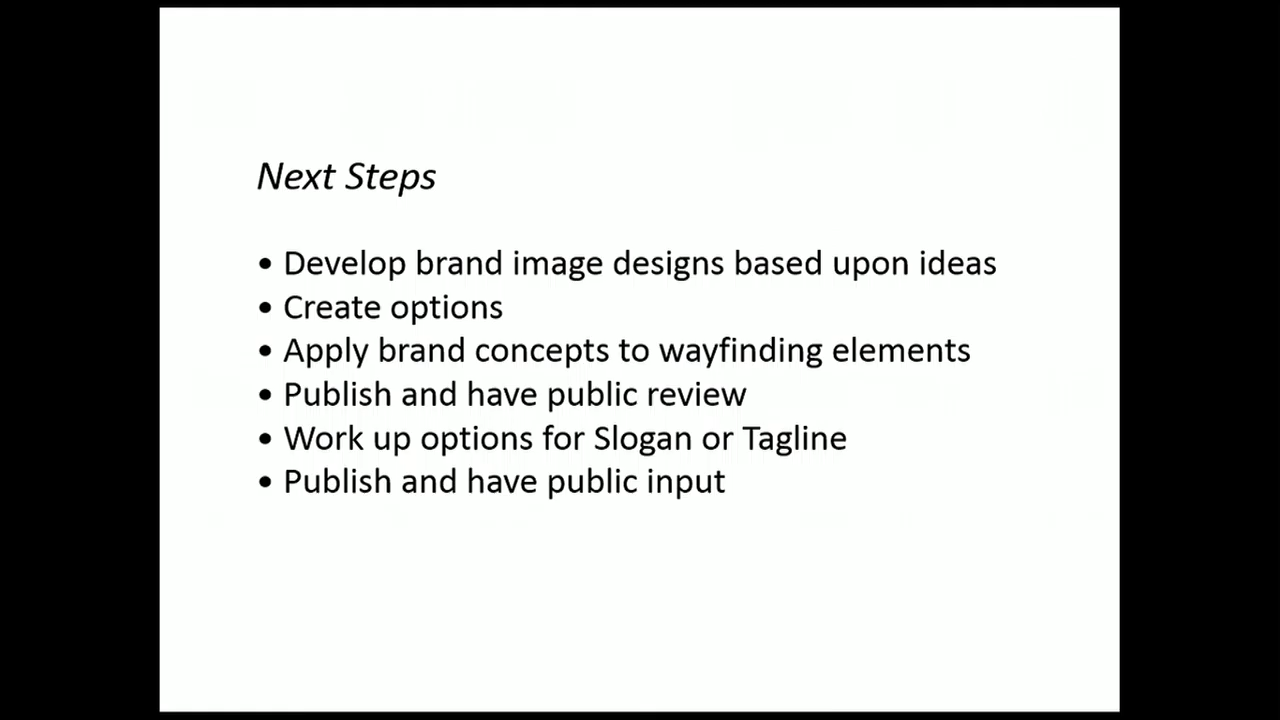 Next Steps
• Develop brand image designs based upon ideas
• Create options
• Apply brand concepts to wayfinding elements
• Publish and have public review
• Work up options for Slogan or Tagline
• Publish and have public input